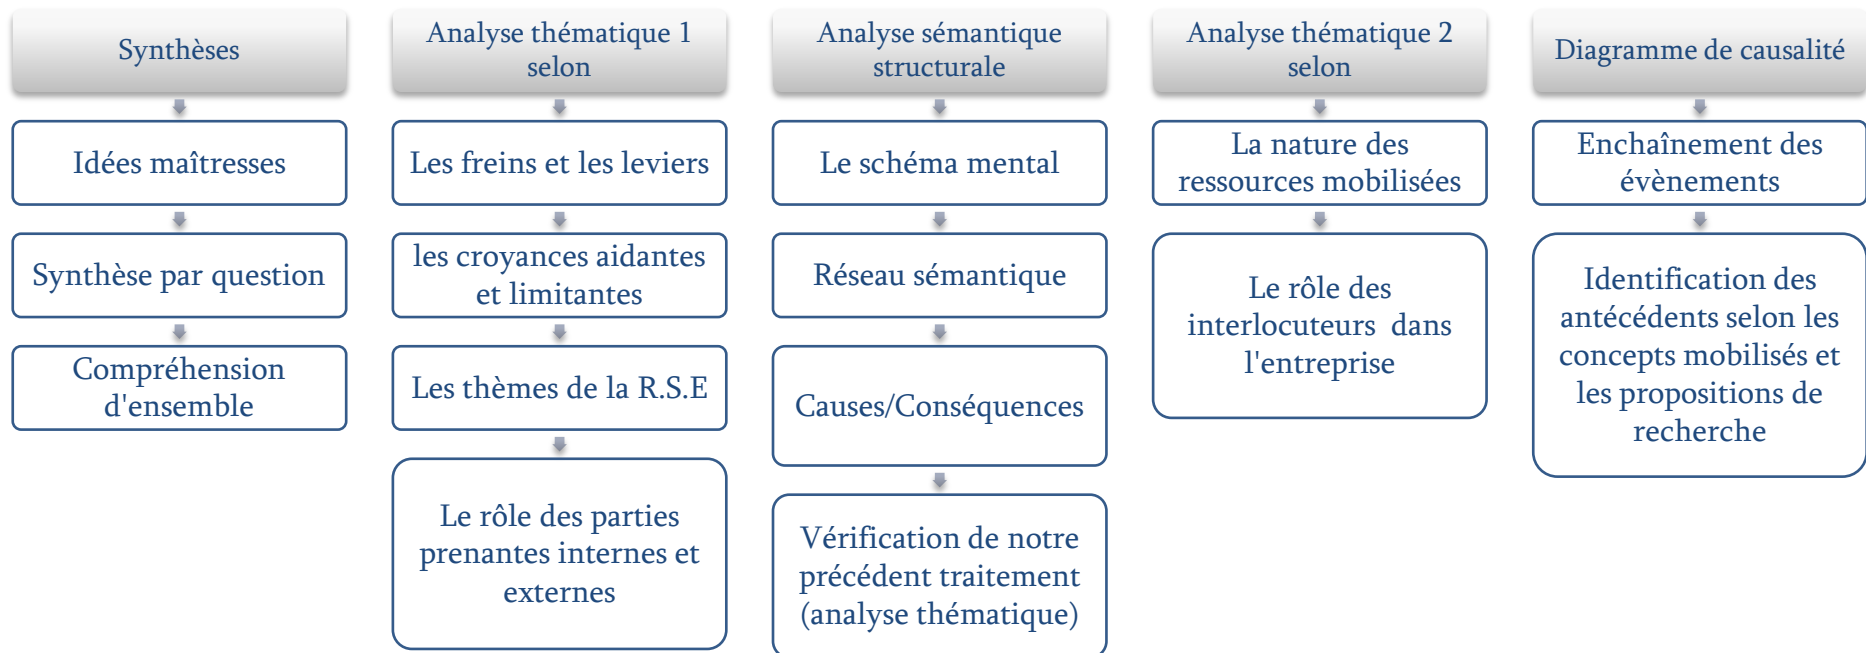 Synthèses
Idées maîtresses
Synthèse par question
Compréhension
d'ensemble
Analyse thématique 1
selon
Les freins et les leviers
les croyances aidantes
et limitantes
Les thèmes de la R.S.E
Le rôle des parties
prenantes internes et
externes
Analyse sémantique
structurale
Le schéma mental
Réseau sémantique
Causes/Conséquences
Vérification de notre
précédent traitement
(analyse thématique)
Analyse thématique 2
selon
La nature des
ressources mobilisées
Le rôle des
interlocuteurs dans
l'entreprise
Diagramme de causalité
Enchaînement des
évènements
Identification des
antécédents selon les
concepts mobilisés et
les propositions de
recherche